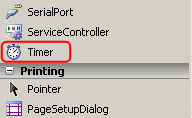 SerialPort
ServiceController
Timer
Printing
Pointer
PageSetupDialog